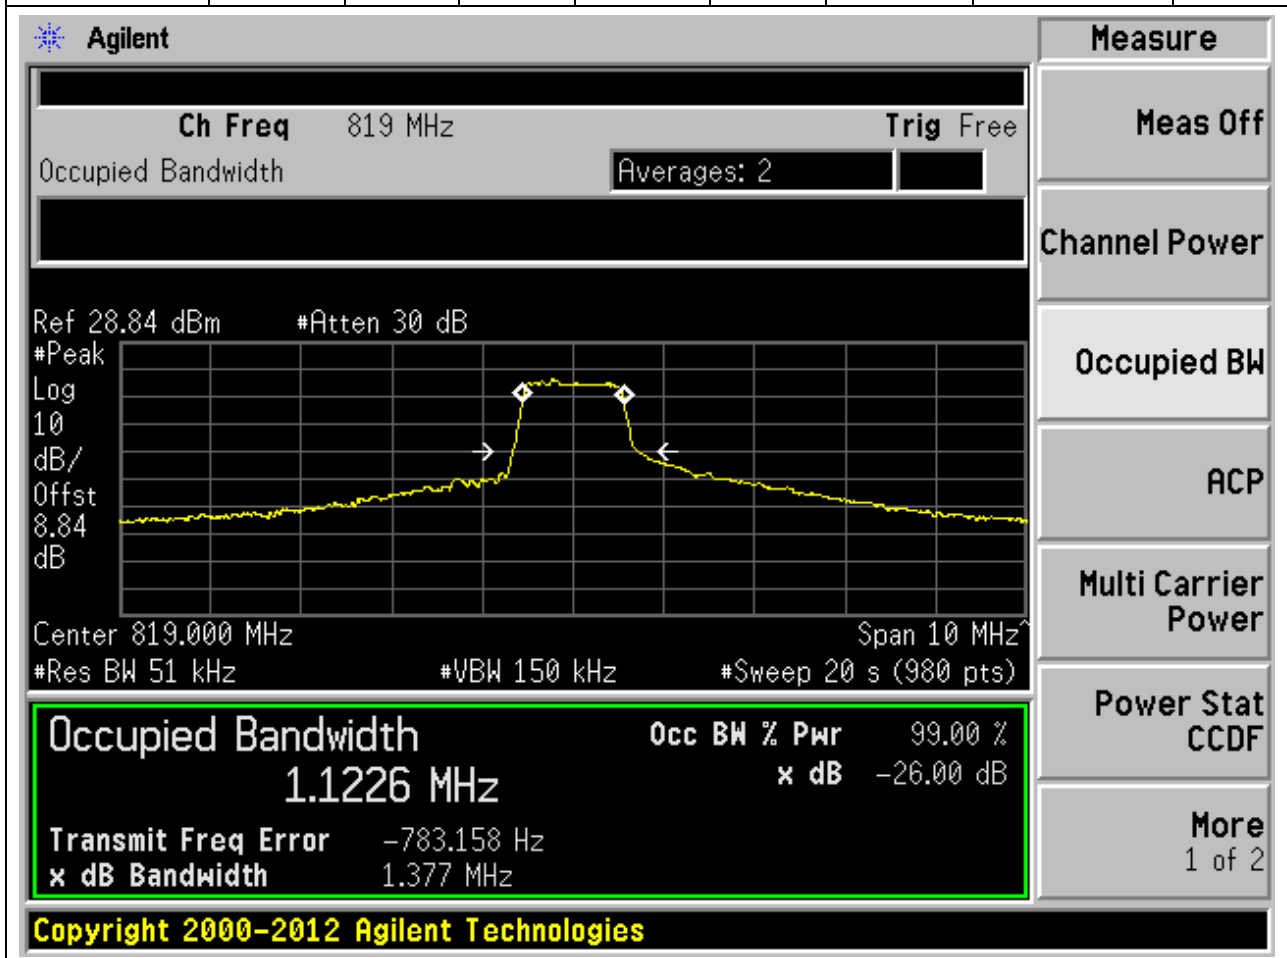 Agilent
Measure
Ch Freq 819 MHz Trig Free
Occupied Bandwidth Averages: 2
Meas Off
Channel Power
Occupied BW
ACP
Multi Carrier
Power
Power Stat
CCDF
More
1 of 2
Ref 28.84 dBm #Atten 30 dB
#Peak
Log
10
dB/
Offst
8.84
dB
Center 819.000 MHz Span 10 MHz^
#Res BW 51 kHz #VBW 150 kHz #Sweep 20 s (980 pts)
Occupied Bandwidth Occ BW % Pwr 99.00 %
1.1226 MHz x dB -26.00 dB
Transmit Freq Error -783.158 Hz
x dB Bandwidth 1.377 MHz
Copyright 2000-2012 Agilent Technologies